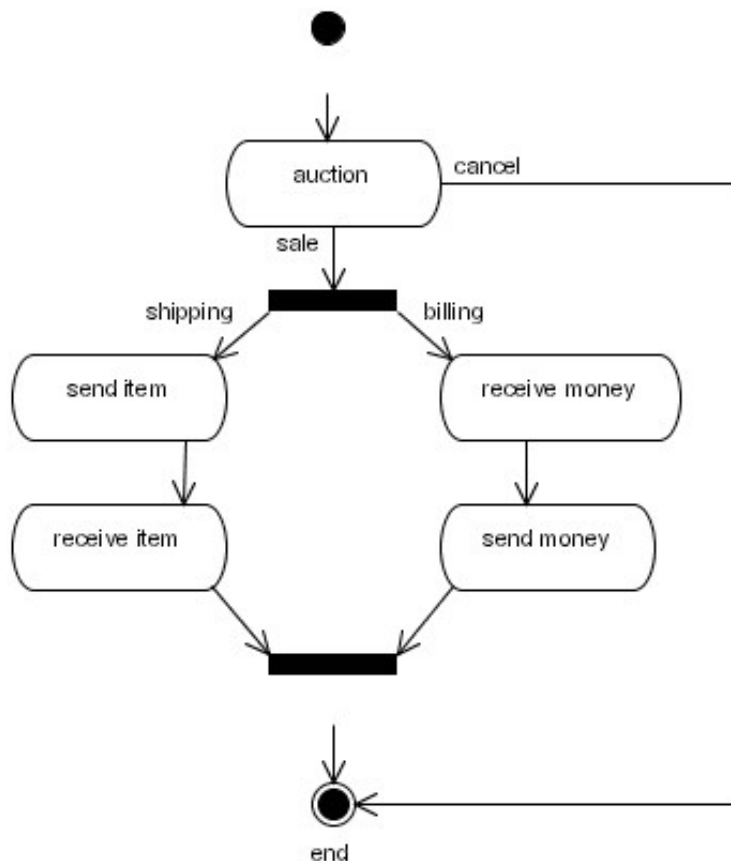 auction
cancel
sale
shipping
billing
send item
receive money
receive item
send money
end